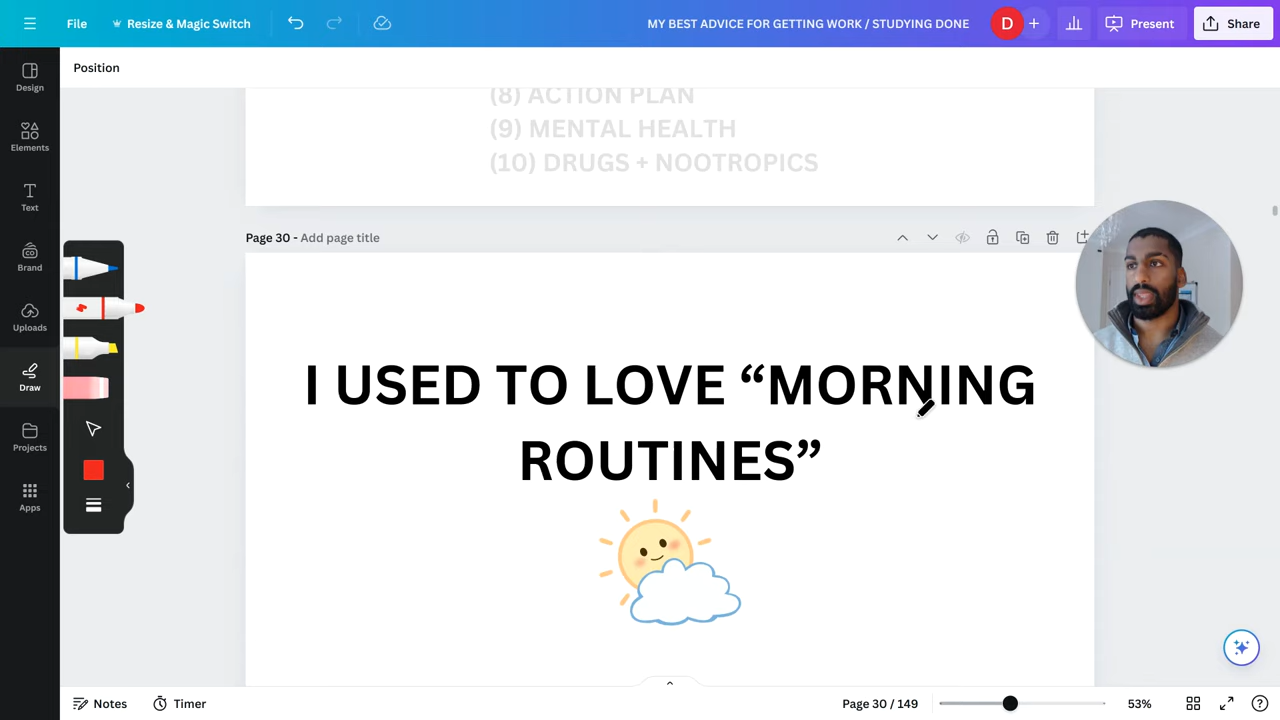 File
Resize & Magic Switch
MY BEST ADVICE FOR GETTING WORK / STUDYING DONE
D
Present
Share
Position
Design
Elements
Text
Brand
Uploads
Draw
Projects
Apps
(8) ACTION PLAN
(9) MENTAL HEALTH
(10) DRUGS + NOOTROPICS
Page 30 - Add page title
I USED TO LOVE “MORNING
ROUTINES”
Notes
Timer
Page 30 / 149
53%